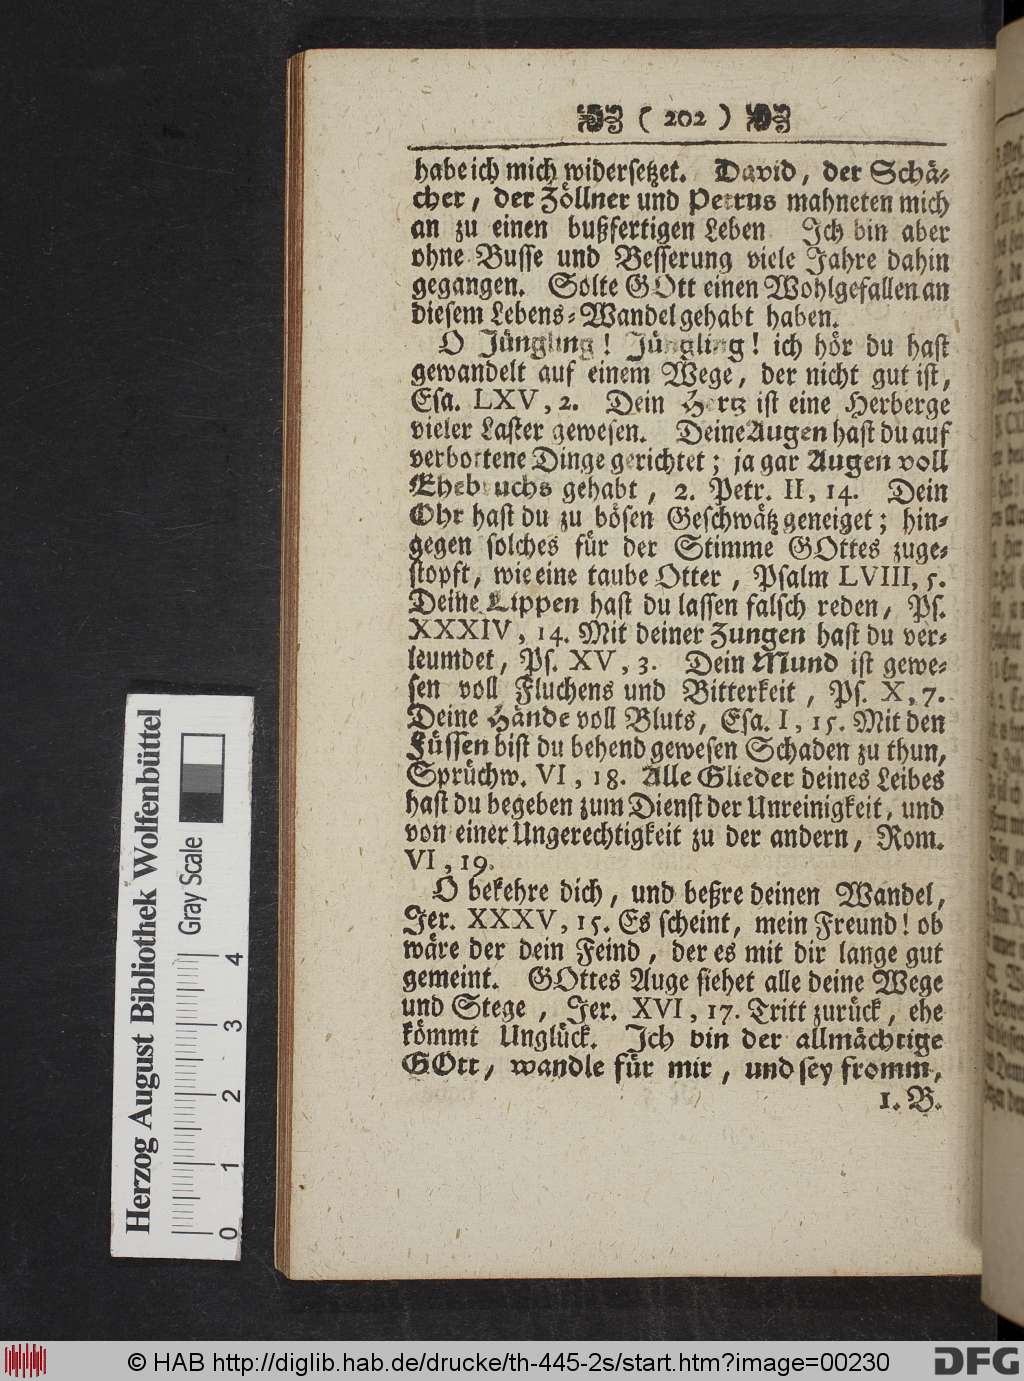 ( 202 )
habe ich mich widersetzet. David, der Schä-
cher, der Zöllner und Petrus mahneten mich
an zu einen bußfertigen Leben Ich bin aber
ohne Busse und Besserung viele Jahre dahin
gegangen. Solte GOtt einen Wohlgefallen an
diesem Lebens-Wandel gehabt haben.
O Jüngling! Jüngling! ich hör du hast
gewandelt auf einem Wege, der nicht gut ist,
Esa. LXV, 2. Dein Hertz ist eine Herberge
vieler Laster gewesen. Deine Augen hast du auf
verbottene Dinge gerichtet; ja gar Augen voll
Ehebruchs gehabt, 2. Petr. II, 14. Dein
Ohr hast du zu bösen Geschwätz geneiget; hin-
gegen solches für der Stimme GOttes zuge-
stopft, wie eine taube Otter, Psalm LVIII, 5.
Deine Lippen hast du lassen falsch reden, Ps.
XXXIV, 14. Mit deiner Zungen hast du ver-
leumdet, Ps. XV, 3. Dein Mund ist gewe-
sen voll Fluchens und Bitterkeit, Ps. X, 7.
Deine Hände voll Bluts, Esa. I, 15. Mit den
Füssen bist du behend gewesen Schaden zu thun,
Sprüchw. VI, 18. Alle Glieder deines Leibes
hast du begeben zum Dienst der Unreinigkeit, und
von einer Ungerechtigkeit zu der andern, Rom.
VI, 19.
O bekehre dich, und beßre deinen Wandel,
Jer. XXXV, 15. Es scheint, mein Freund! ob
wäre der dein Feind, der es mit dir lange gut
gemeint. GOttes Auge siehet alle deine Wege
und Stege, Jer. XVI, 17. Tritt zurück, ehe
kömmt Unglück. Ich bin der allmächtige
GOtt, wandle für mir, und sey fromm,
1. B.
Herzog August Bibliothek Wolfenbüttel
Gray Scale
0 1 2 3 4
© HAB http://diglib.hab.de/drucke/th-445-2s/start.htm?image=00230
DFG